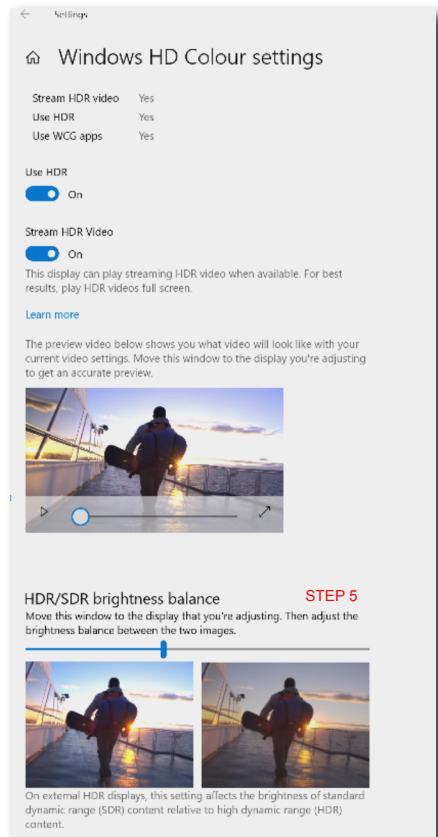 Settings
Windows HD Colour settings
Stream HDR video Yes
Use HDR Yes
Use WCG apps Yes
Use HDR
On
Stream HDR Video
On
This display can play streaming HDR video when available. For best
results, play HDR videos full screen.
Learn more
The preview video below shows you what video will look like with your
current video settings. Move this window to the display you're adjusting
to get an accurate preview.
HDR/SDR brightness balance STEP 5
Move this window to the display that you're adjusting. Then adjust the
brightness balance between the two images.
On external HDR displays, this setting affects the brightness of standard
dynamic range (SDR) content relative to high dynamic range (HDR)
content.